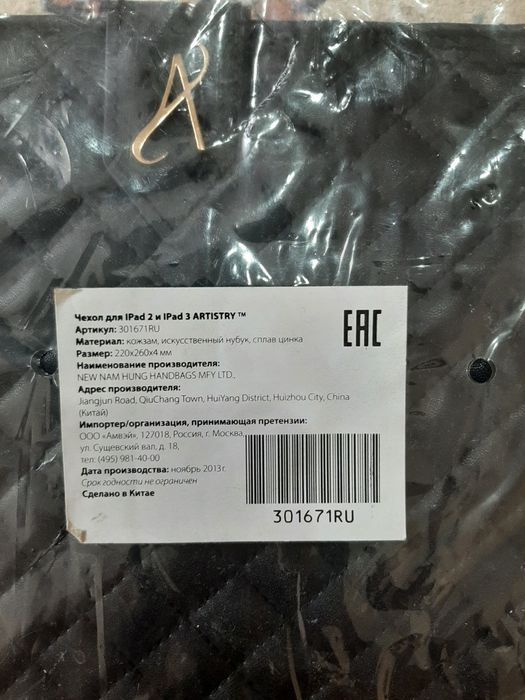 A
Чехол для IPad 2 и IPad 3 ARTISTRY ™
Артикул: 301671RU
Материал: кожзам, искусственный нубук, сплав цинка
Размер: 220x260x4 мм
Наименование производителя:
NEW NAM HUNG HANDBAGS MFY LTD.,
Адрес производителя:
Jiangjun Road, QiuChang Town, HuiYang District, Huizhou City, China
(Китай)
Импортер/организация, принимающая претензии:
ООО «Амвэй», 127018, Россия, г. Москва,
ул. Сущевский вал, д. 18,
тел: (495) 981-40-00
Дата производства: ноябрь 2013г.
Срок годности не ограничен
Сделано в Китае
EAC
301671RU